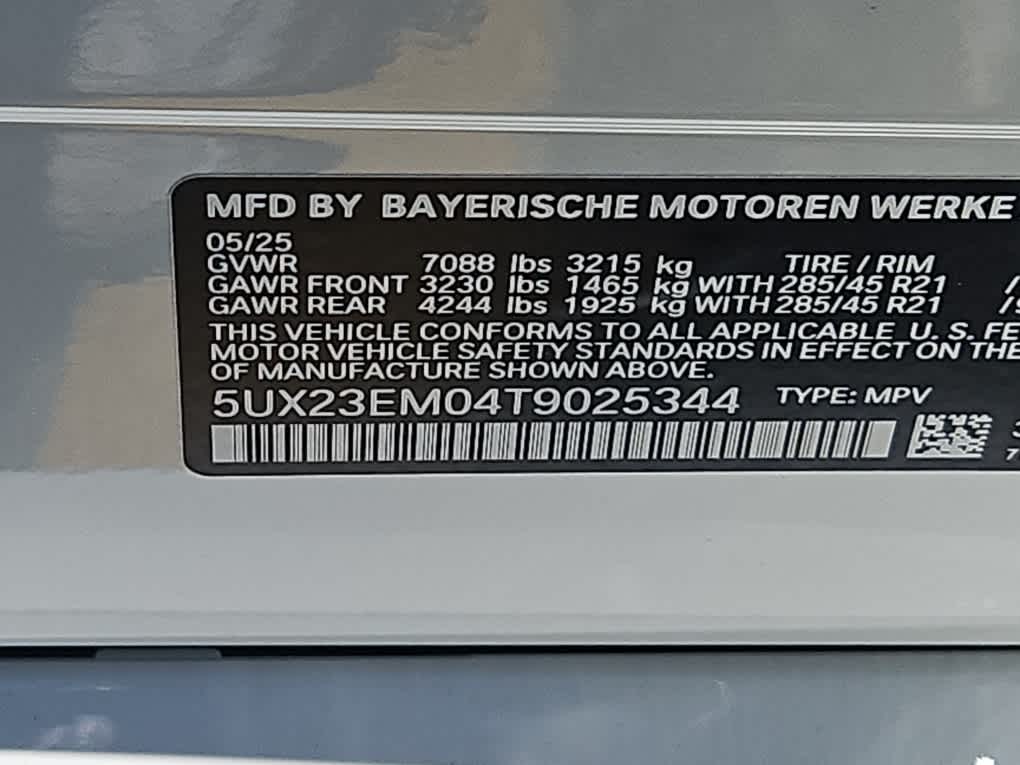 MFD BY BAYERISCHE MOTOREN WERKE
05/25
GVWR 7088 lbs 3215 kg TIRE / RIM
GAWR FRONT 3230 lbs 1465 kg WITH 285/45 R21 /
GAWR REAR 4244 lbs 1925 kg WITH 285/45 R21 /
THIS VEHICLE CONFORMS TO ALL APPLICABLE U. S.
MOTOR VEHICLE SAFETY STANDARDS IN EFFECT ON THE
OF MANUFACTURE SHOWN ABOVE.
5UX23EM04T9025344 TYPE: MPV